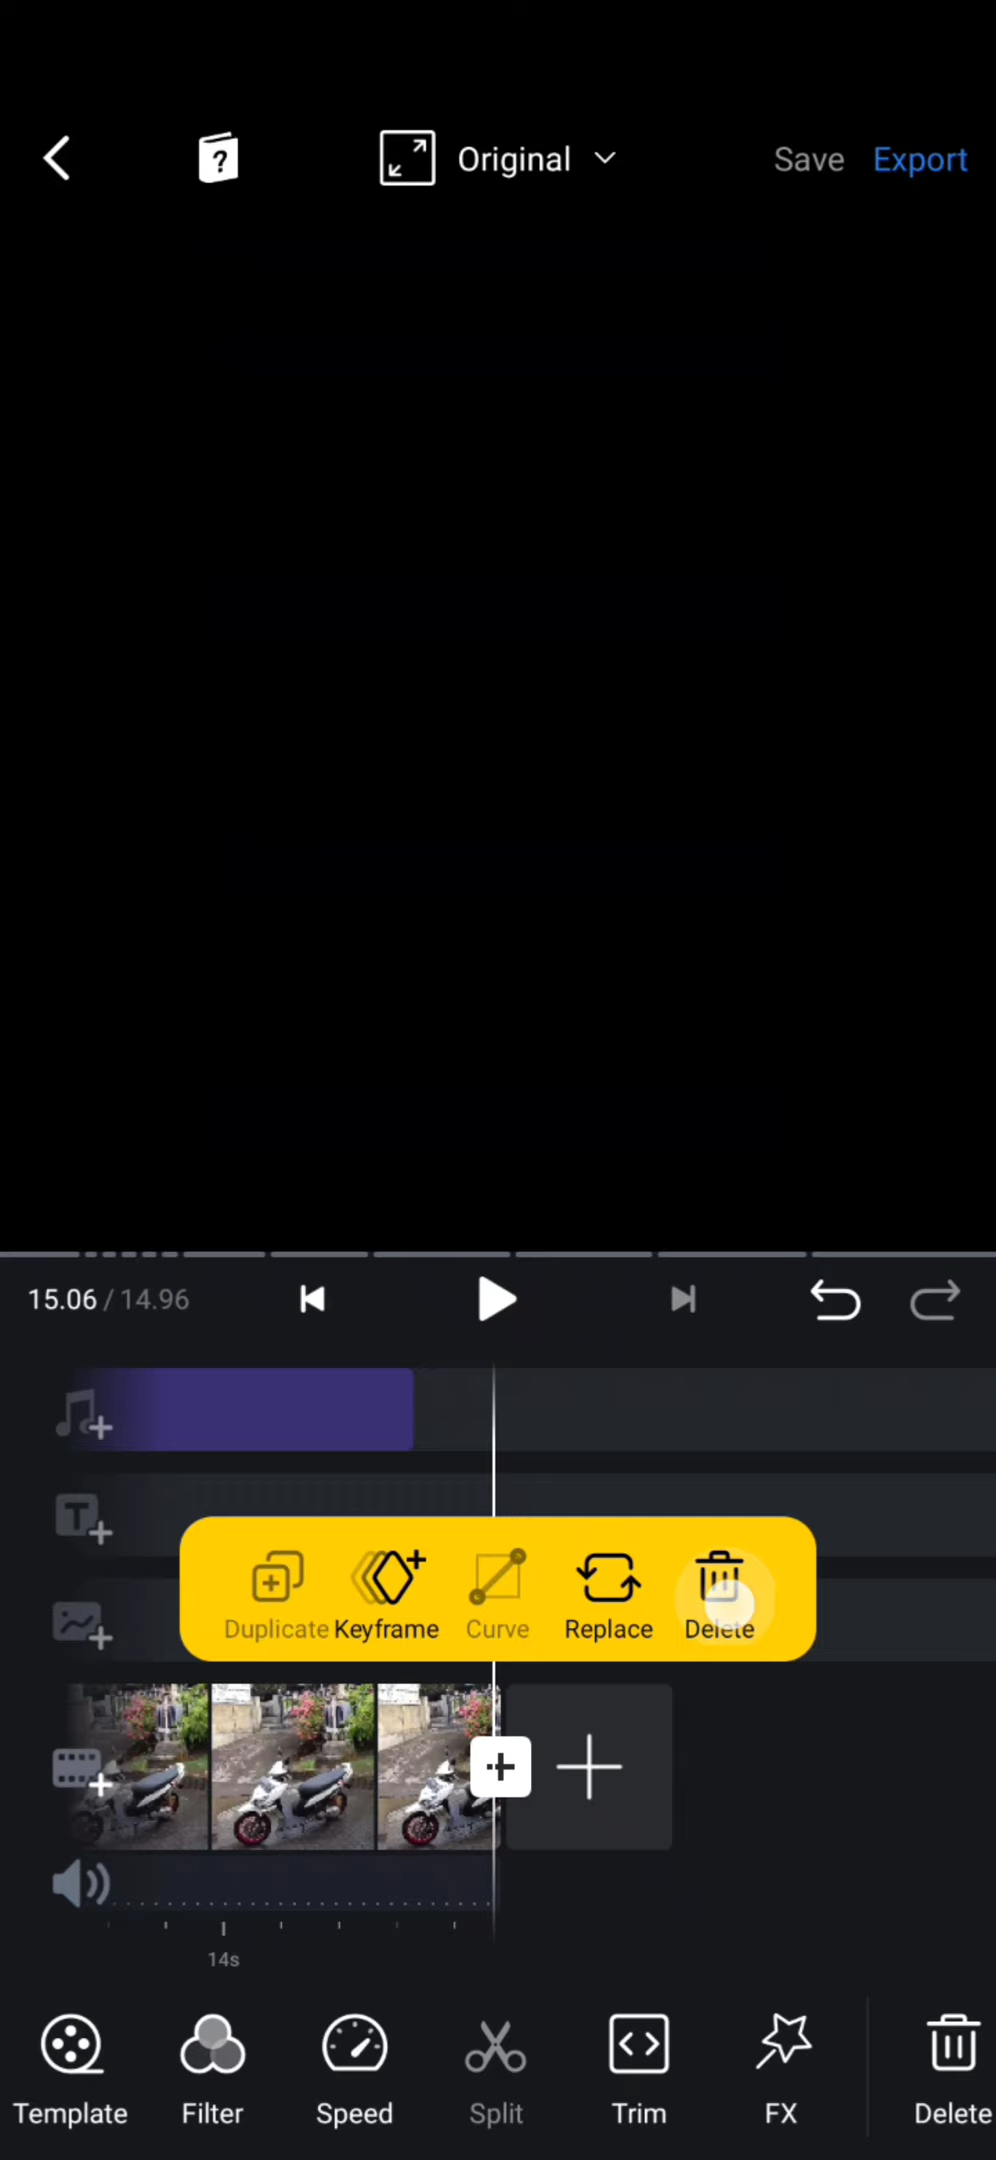 Original
Save
Export
15.06 / 14.96
Duplicate
Keyframe
Curve
Replace
Delete
14s
Template
Filter
Speed
Split
Trim
FX
Delete